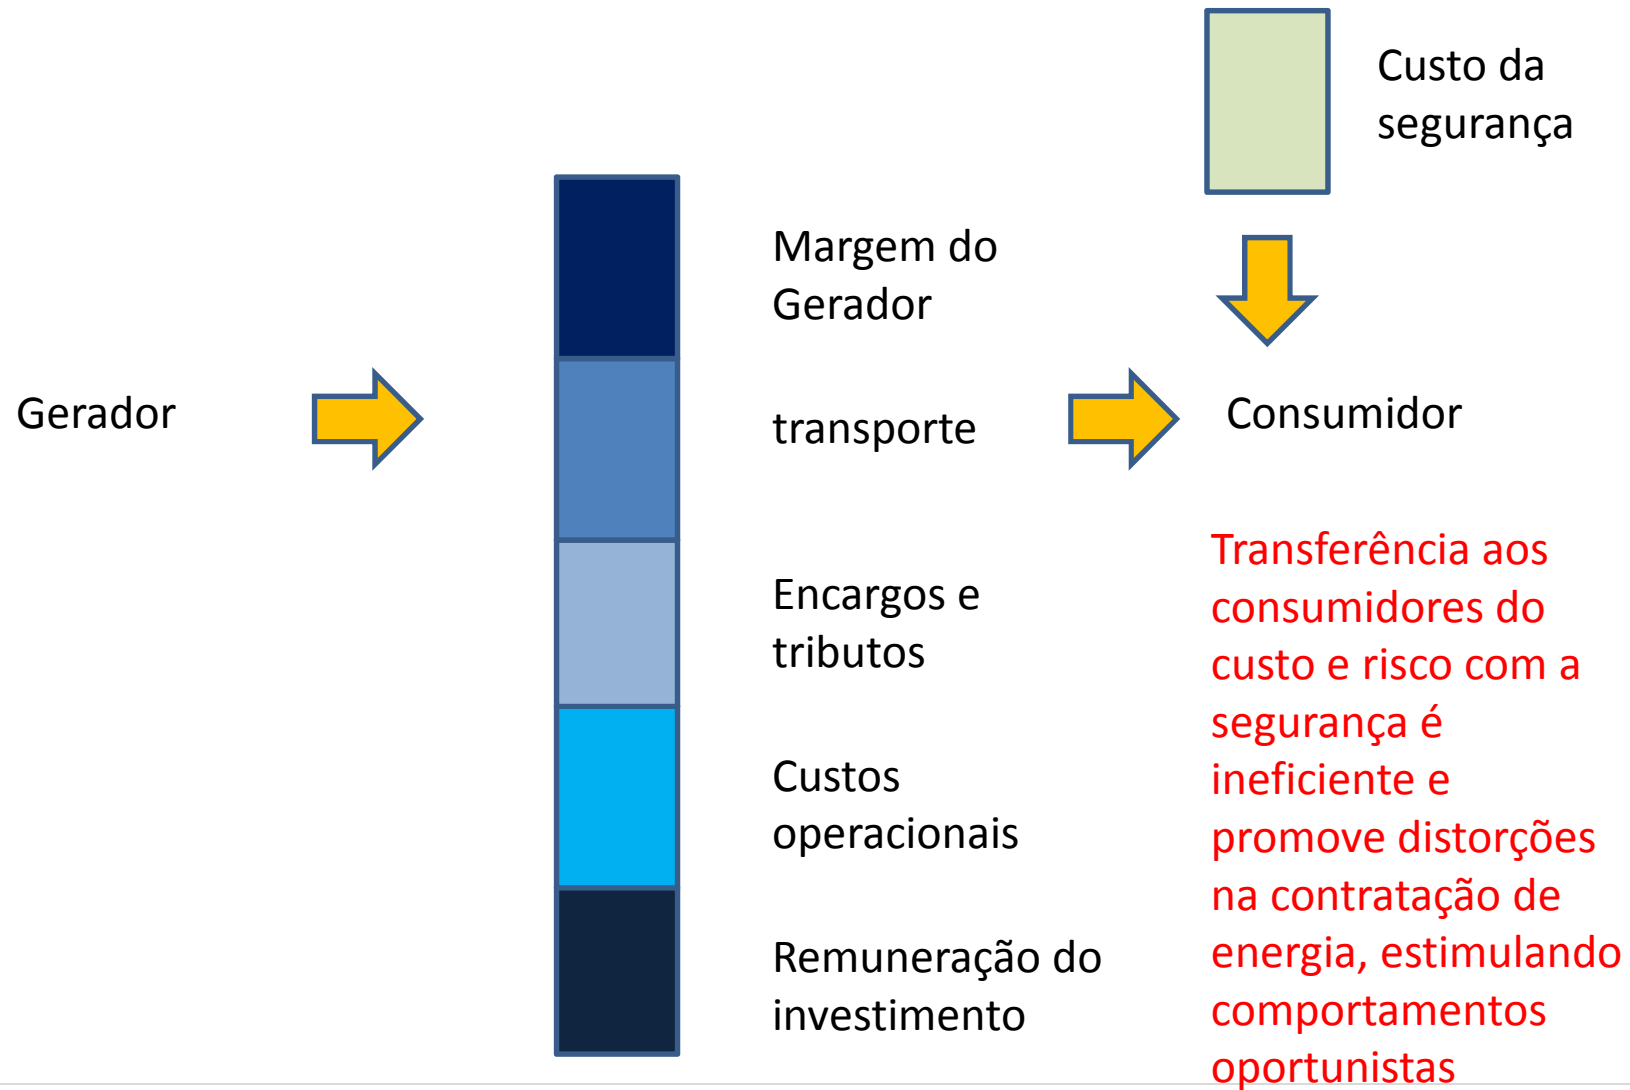 Custo da
segurança
Margem do
Gerador
Gerador
transporte
Consumidor
Encargos e
tributos
Custos
operacionais
Remuneração do
investimento
Transferência aos
consumidores do
custo e risco com a
segurança é
ineficiente e
promove distorções
na contratação de
energia, estimulando
comportamentos
oportunistas